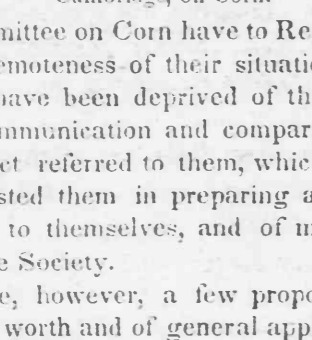 on Corn.
mittee on Corn have to Re
emoteness of their situati
have been deprived of th
mmunication and compar
ct referred to them, whic
sted them in preparing a
to themselves, and of m
e Society.
e, however, a few propo
worth and of general app